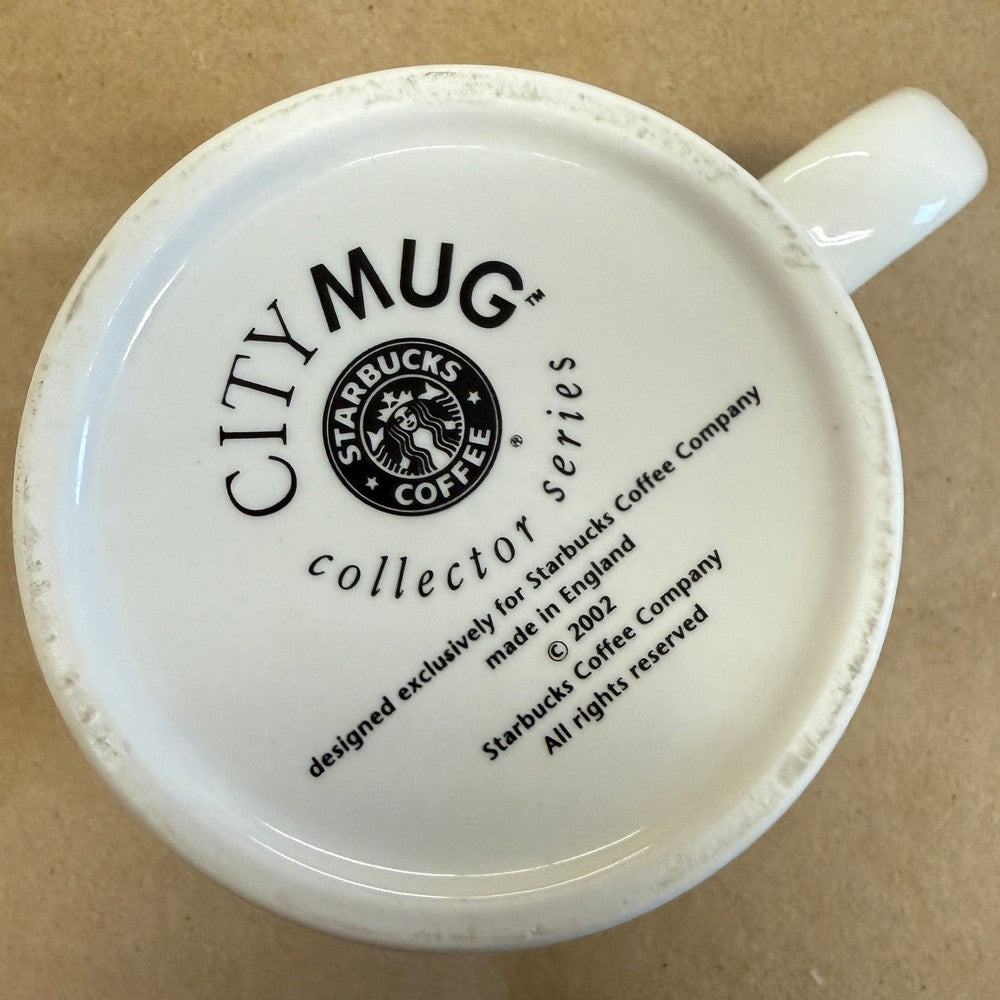 CITY MUG™
STARBUCKS
COFFEE
®
collector series
designed exclusively for Starbucks Coffee Company
made in England
© 2002
Starbucks Coffee Company
All rights reserved